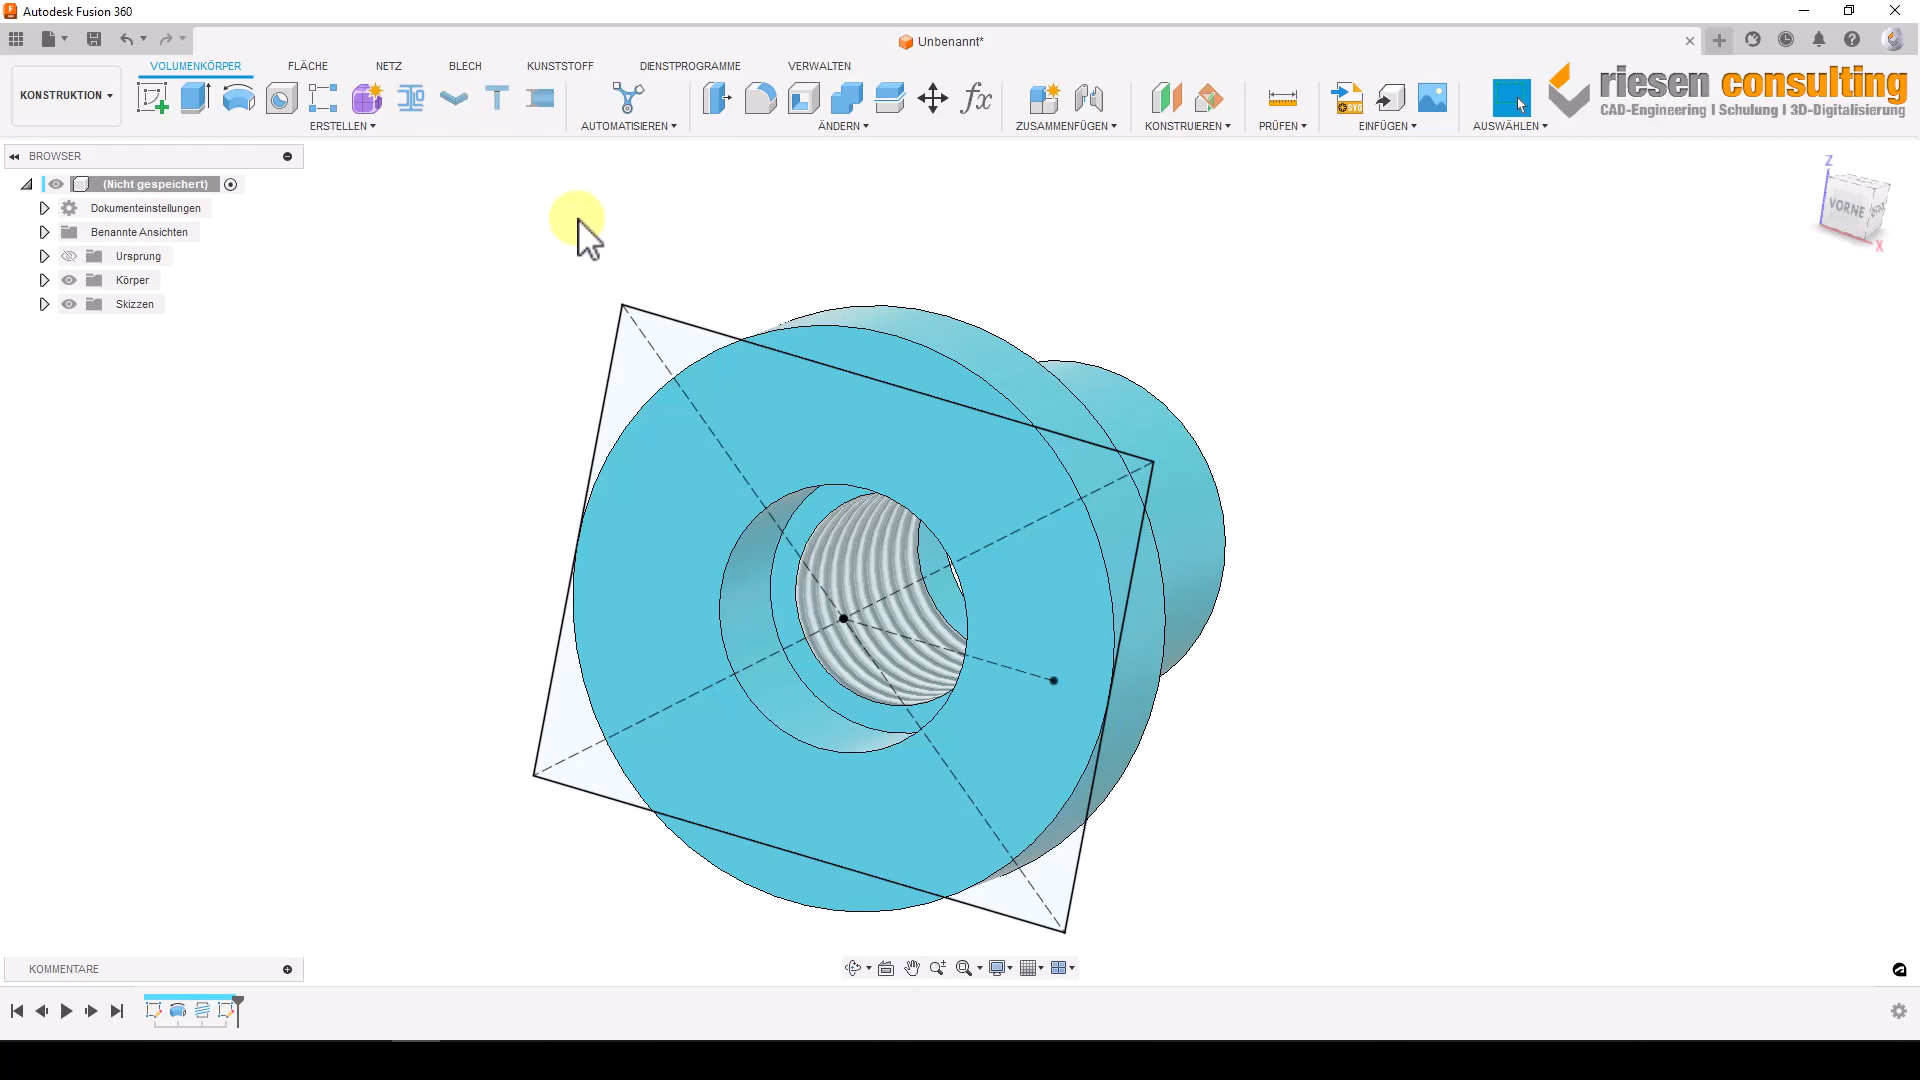 Autodesk Fusion 360
Unbenannt*
KONSTRUKTION
VOLUMENKÖRPER
FLÄCHE
NETZ
BLECH
KUNSTSTOFF
DIENSTPROGRAMME
VERWALTEN
fx
SVG
ERSTELLEN
AUTOMATISIEREN
ÄNDERN
ZUSAMMENFÜGEN
KONSTRUIEREN
PRÜFEN
EINFÜGEN
AUSWÄHLEN
riesen consulting
CAD-Engineering I Schulung I 3D-Digitalisierung
BROWSER
(Nicht gespeichert)
Dokumenteinstellungen
Benannte Ansichten
Ursprung
Körper
Skizzen
Z
VORNE
X
KOMMENTARE